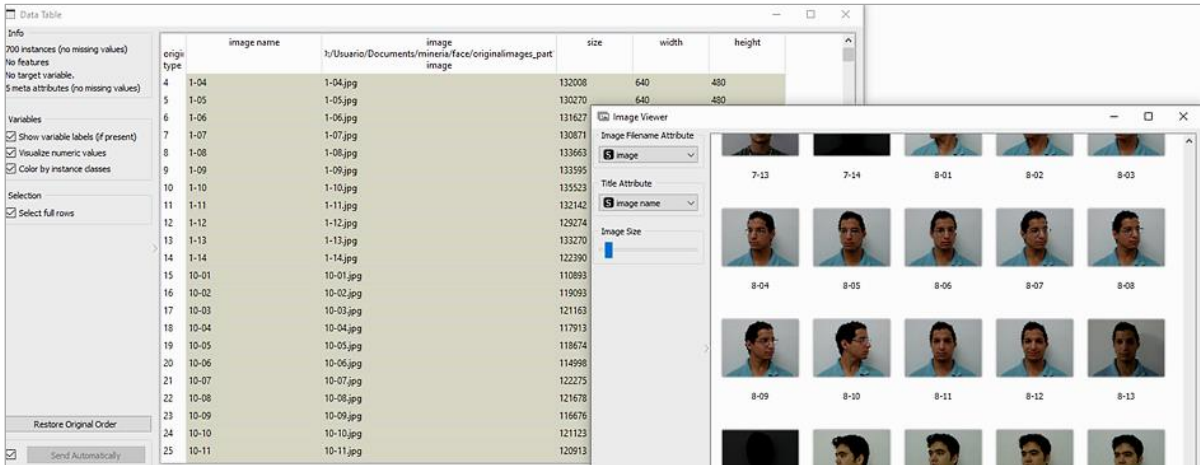 Data Table
Info
700 instances (no missing values)
No features
No target variable.
5 meta attributes (no missing values)
Variables
Show variable labels (if present)
Visualize numeric values
Color by instance classes
Selection
Select full rows
Restore Original Order
Send Automatically
image name image size width height
/Usuario/Documents/mineria/face/originalimages_part
type image
4 1-04 1-04.jpg 132008 640 480
5 1-05 1-05.jpg 130270 640 480
6 1-06 1-06.jpg 131627
7 1-07 1-07.jpg 130871
8 1-08 1-08.jpg 133663
9 1-09 1-09.jpg 133595
10 1-10 1-10.jpg 135523
11 1-11 1-11.jpg 132142
12 1-12 1-12.jpg 129274
13 1-13 1-13.jpg 133270
14 1-14 1-14.jpg 122390
15 10-01 10-01.jpg 110893
16 10-02 10-02.jpg 119093
17 10-03 10-03.jpg 121163
18 10-04 10-04.jpg 117913
19 10-05 10-05.jpg 118674
20 10-06 10-06.jpg 114998
21 10-07 10-07.jpg 122275
22 10-08 10-08.jpg 121678
23 10-09 10-09.jpg 116676
24 10-10 10-10.jpg 121123
25 10-11 10-11.jpg 120913
Image Viewer
Image Filename Attribute
S image
Title Attribute
S image name
Image Size
7-13 7-14 8-01 8-02 8-03
8-04 8-05 8-06 8-07 8-08
8-09 8-10 8-11 8-12 8-13